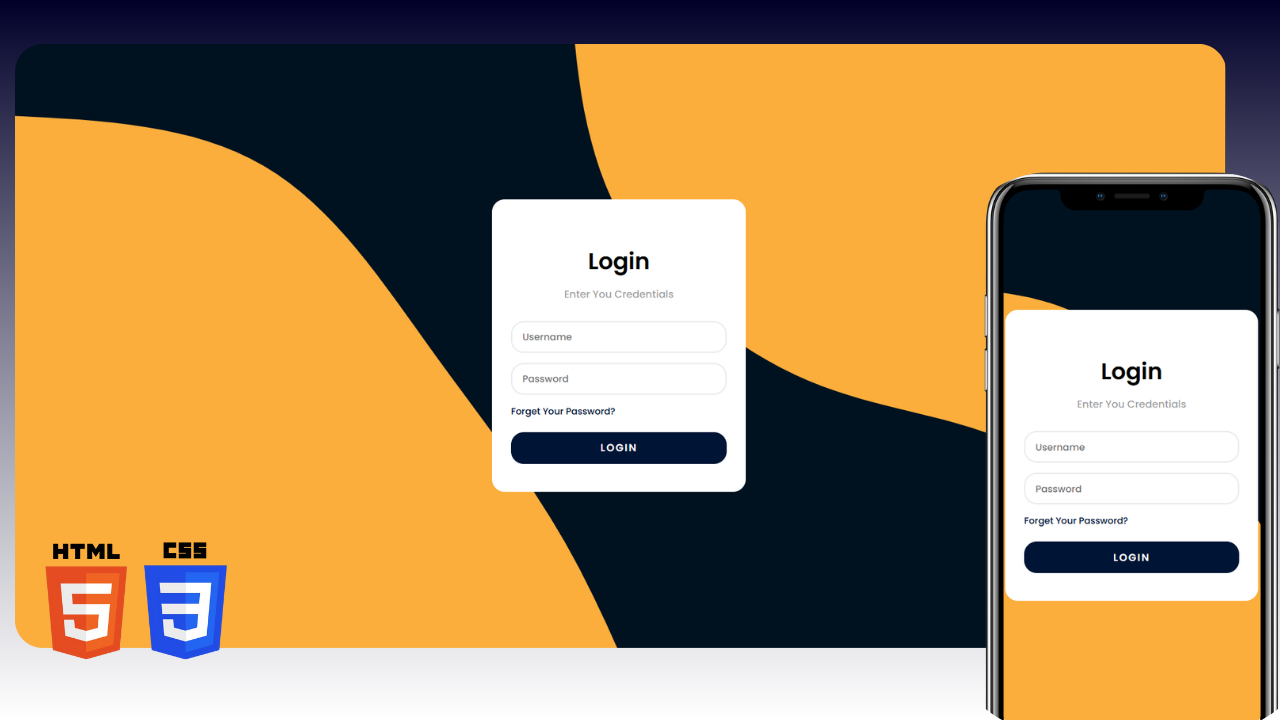 Login
Enter You Credentials
Username
Password
Forget Your Password?
LOGIN
HTML
5
CSS
3
Login
Enter You Credentials
Username
Password
Forget Your Password?
LOGIN